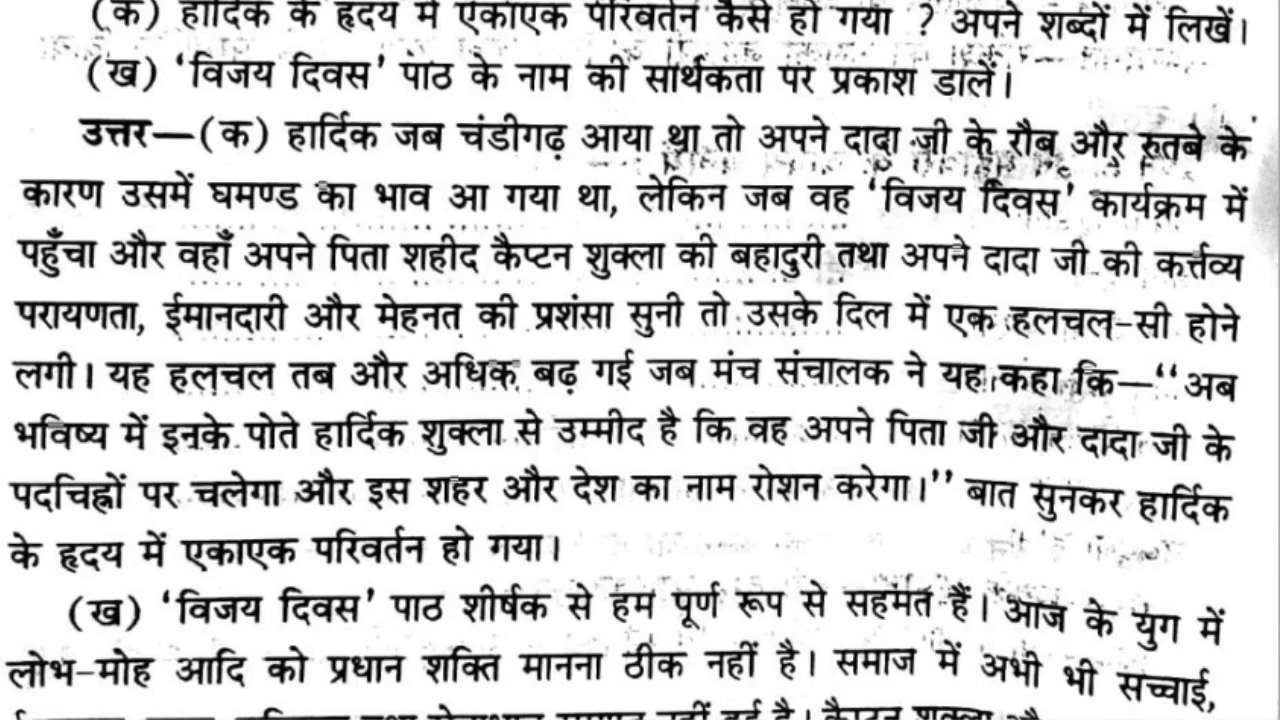 (क) हार्दिक के हृदय में एकाएक परिवर्तन कैसे हो गया ? अपने शब्दों में लिखें।
(ख) ‘विजय दिवस’ पाठ के नाम की सार्थकता पर प्रकाश डालें।
उत्तर—(क) हार्दिक जब चंडीगढ़ आया था तो अपने दादा जी के रौब और रुतबे के
कारण उसमें घमण्ड का भाव आ गया था, लेकिन जब वह ‘विजय दिवस’ कार्यक्रम में
पहुँचा और वहाँ अपने पिता शहीद कैप्टन शुक्ला की बहादुरी तथा अपने दादा जी की कर्त्तव्य
परायणता, ईमानदारी और मेहनत की प्रशंसा सुनी तो उसके दिल में एक हलचल-सी होने
लगी। यह हलचल तब और अधिक बढ़ गई जब मंच संचालक ने यह कहा कि—‘‘अब
भविष्य में इनके पोते हार्दिक शुक्ला से उम्मीद है कि वह अपने पिता जी और दादा जी के
पदचिह्नों पर चलेगा और इस शहर और देश का नाम रोशन करेगा।’’ बात सुनकर हार्दिक
के हृदय में एकाएक परिवर्तन हो गया।
(ख) ‘विजय दिवस’ पाठ शीर्षक से हम पूर्ण रूप से सहमत हैं। आज के युग में
लोभ-मोह आदि को प्रधान शक्ति मानना ठीक नहीं है। समाज में अभी भी सच्चाई,
नहीं हुई है। कैप्टन शुक्ला